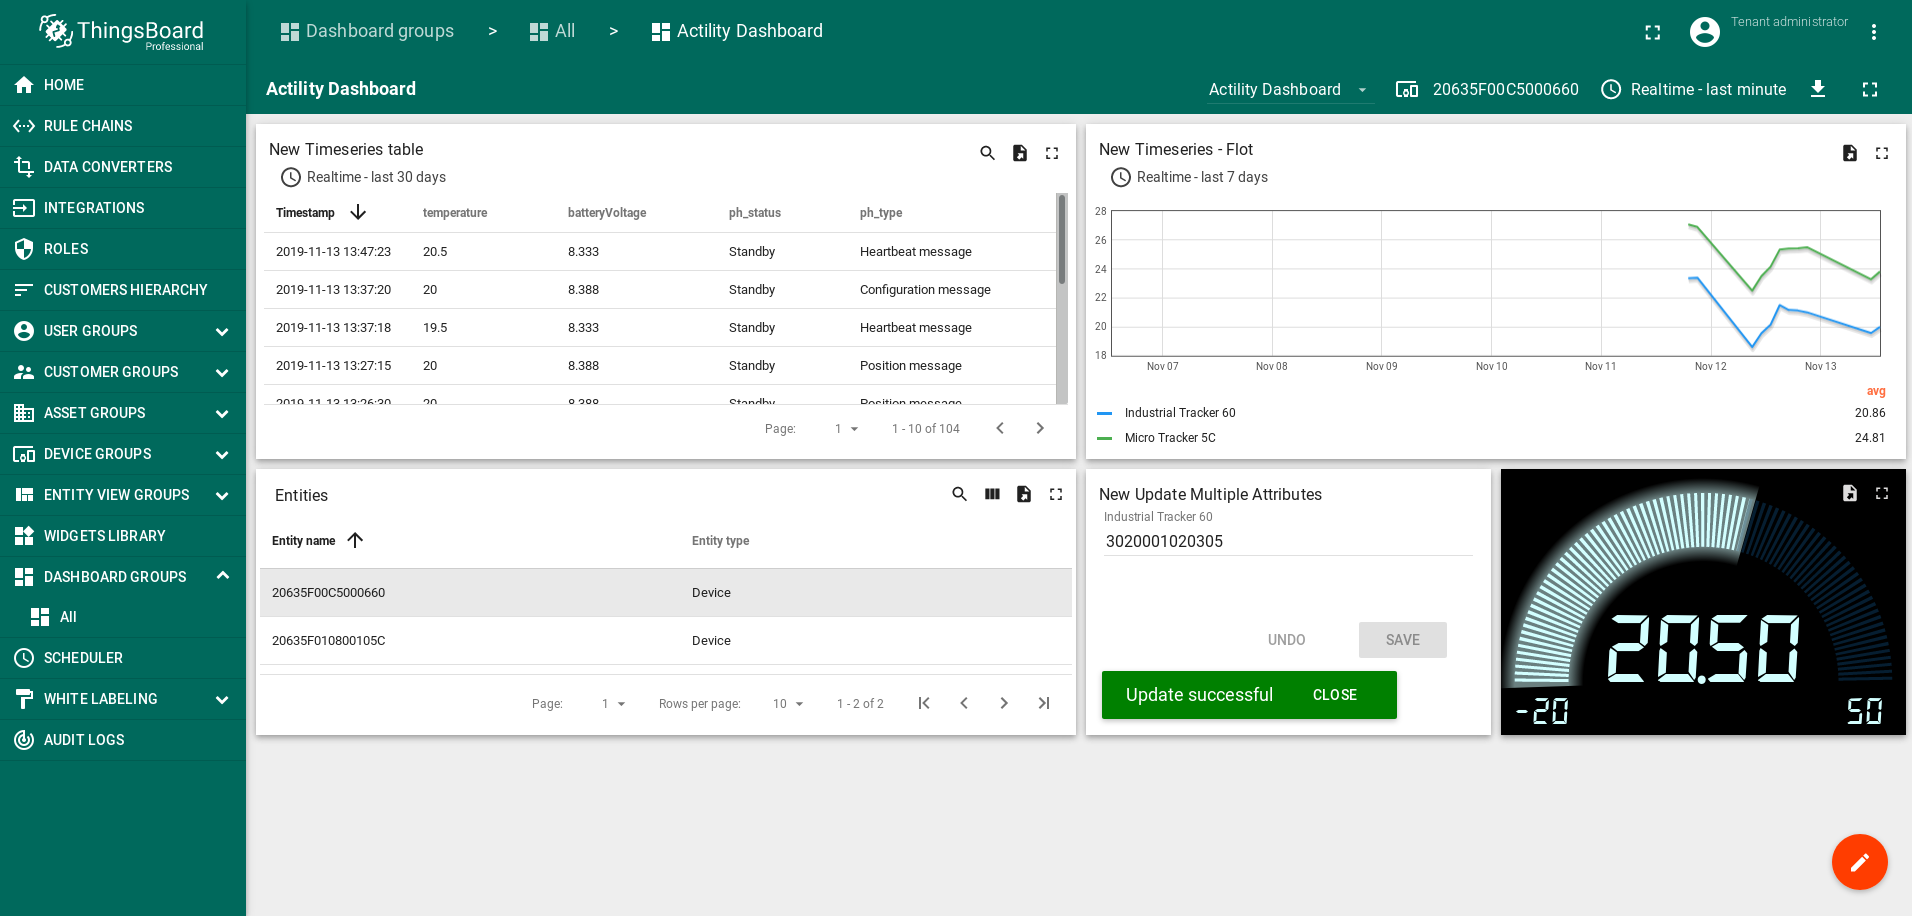 ThingsBoard
Professional
HOME
RULE CHAINS
DATA CONVERTERS
INTEGRATIONS
ROLES
CUSTOMERS HIERARCHY
USER GROUPS
CUSTOMER GROUPS
ASSET GROUPS
DEVICE GROUPS
ENTITY VIEW GROUPS
WIDGETS LIBRARY
DASHBOARD GROUPS
All
SCHEDULER
WHITE LABELING
AUDIT LOGS
Dashboard groups > All > Actility Dashboard
Tenant administrator
Actility Dashboard
Actility Dashboard 20635F00C5000660 Realtime - last minute
New Timeseries table
Realtime - last 30 days
Timestamp temperature batteryVoltage ph_status ph_type
2019-11-13 13:47:23 20.5 8.333 Standby Heartbeat message
2019-11-13 13:37:20 20 8.388 Standby Configuration message
2019-11-13 13:37:18 19.5 8.333 Standby Heartbeat message
2019-11-13 13:27:15 20 8.388 Standby Position message
2019-11-13 13:26:30 20 8.388 Standby Position message
Page: 1 1 - 10 of 104
New Timeseries - Flot
Realtime - last 7 days
28
26
24
22
20
18
Nov 07 Nov 08 Nov 09 Nov 10 Nov 11 Nov 12 Nov 13
avg
Industrial Tracker 60 20.86
Micro Tracker 5C 24.81
Entities
Entity name Entity type
20635F00C5000660 Device
20635F010800105C Device
Page: 1 Rows per page: 10 1 - 2 of 2
New Update Multiple Attributes
Industrial Tracker 60
3020001020305
UNDO SAVE
Update successful CLOSE
20.50
-20 50